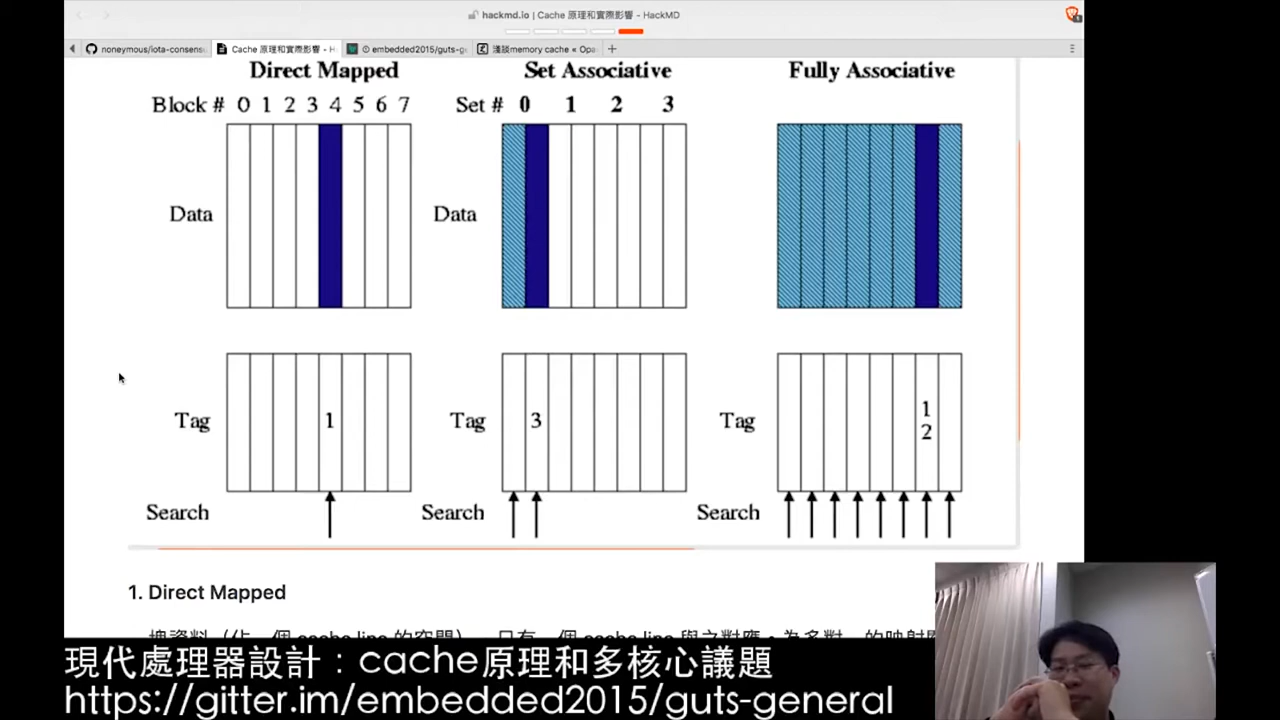 hackmd.io | Cache 原理和實際影響 - HackMD
noneymous/iota-consens
Cache 原理和實際影響 - H
embedded2015/guts-g
淺談memory cache « Opa
Direct Mapped
Set Associative
Fully Associative
Block # 0 1 2 3 4 5 6 7
Set # 0 1 2 3
Data
Data
Tag
1
Tag
3
Tag
1
2
Search
Search
Search
1. Direct Mapped
現代處理器設計：cache原理和多核心議題
https://gitter.im/embedded2015/guts-general